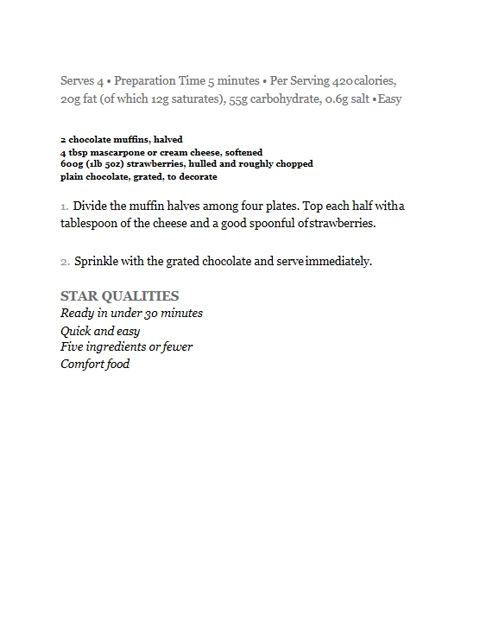 Serves 4 • Preparation Time 5 minutes • Per Serving 420calories,
20g fat (of which 12g saturates), 55g carbohydrate, 0.6g salt •Easy
2 chocolate muffins, halved
4 tbsp mascarpone or cream cheese, softened
600g (1lb 5oz) strawberries, hulled and roughly chopped
plain chocolate, grated, to decorate
1. Divide the muffin halves among four plates. Top each half witha
tablespoon of the cheese and a good spoonful ofstrawberries.
2. Sprinkle with the grated chocolate and serveimmediately.
STAR QUALITIES
Ready in under 30 minutes
Quick and easy
Five ingredients or fewer
Comfort food